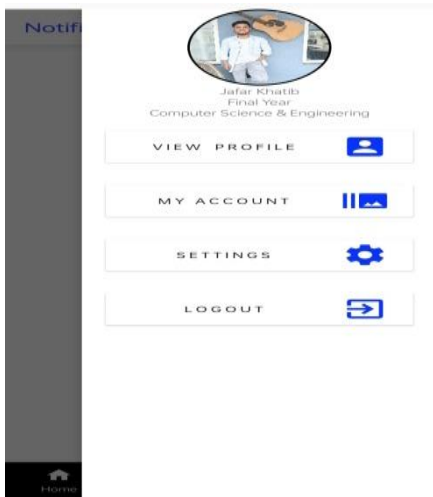 Notifi
Jafar Khatib
Final Year
Computer Science & Engineering
VIEW PROFILE
MY ACCOUNT
SETTINGS
LOGOUT
Home